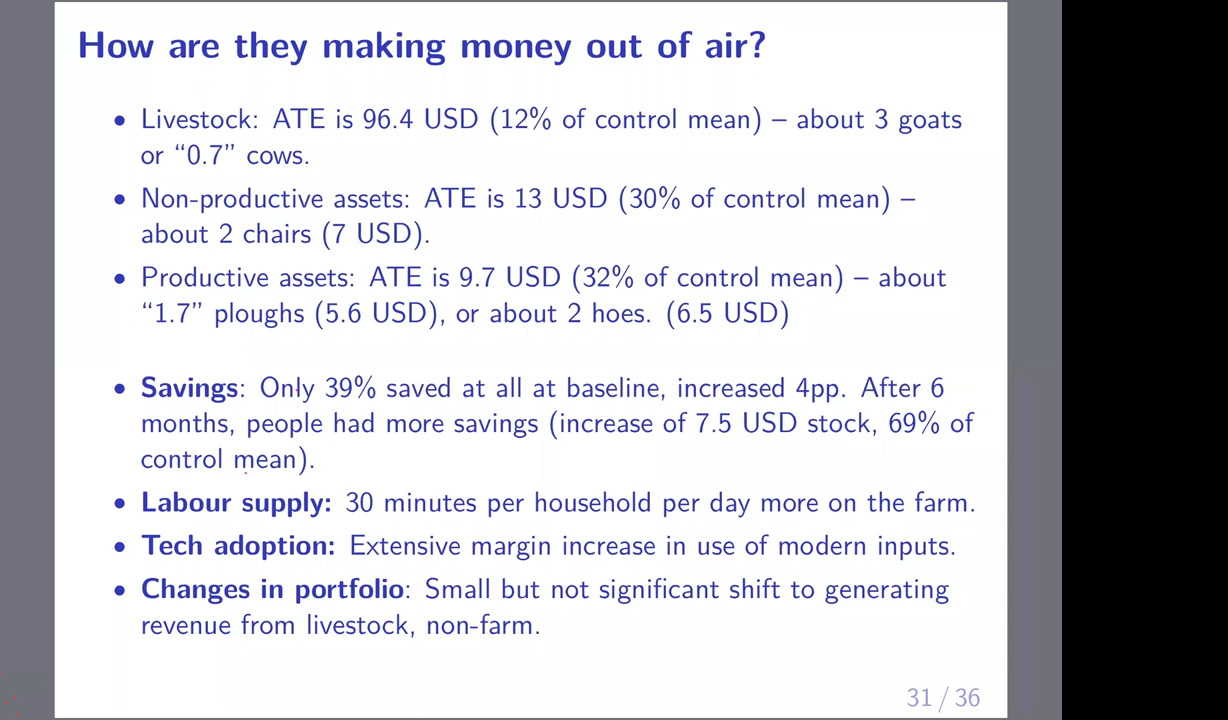 How are they making money out of air?
• Livestock: ATE is 96.4 USD (12% of control mean) – about 3 goats
or “0.7” cows.
• Non-productive assets: ATE is 13 USD (30% of control mean) –
about 2 chairs (7 USD).
• Productive assets: ATE is 9.7 USD (32% of control mean) – about
“1.7” ploughs (5.6 USD), or about 2 hoes. (6.5 USD)
• Savings: Only 39% saved at all at baseline, increased 4pp. After 6
months, people had more savings (increase of 7.5 USD stock, 69% of
control mean).
• Labour supply: 30 minutes per household per day more on the farm.
• Tech adoption: Extensive margin increase in use of modern inputs.
• Changes in portfolio: Small but not significant shift to generating
revenue from livestock, non-farm.
31 / 36